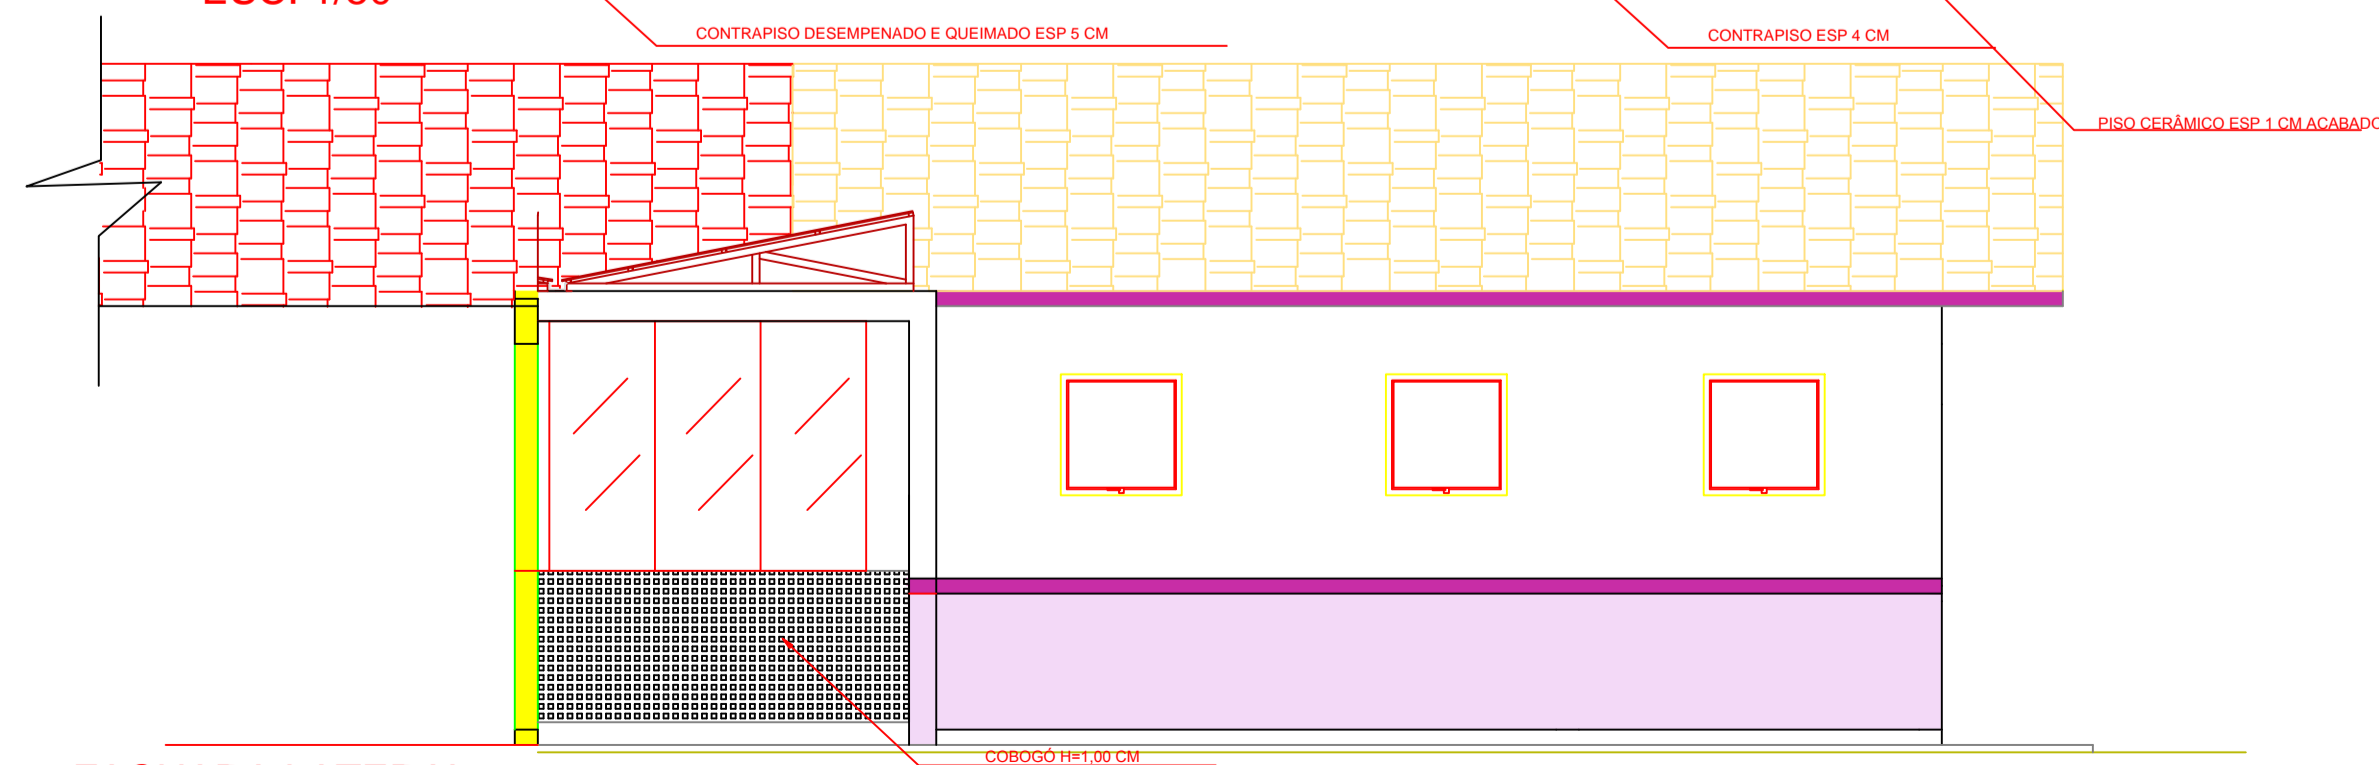 CONTRAPISO DESEMPENADO E QUEIMADO ESP 5 CM
CONTRAPISO ESP 4 CM
PISO CERÂMICO ESP 1 CM ACABADO
COBOGÓ H=1,00 CM